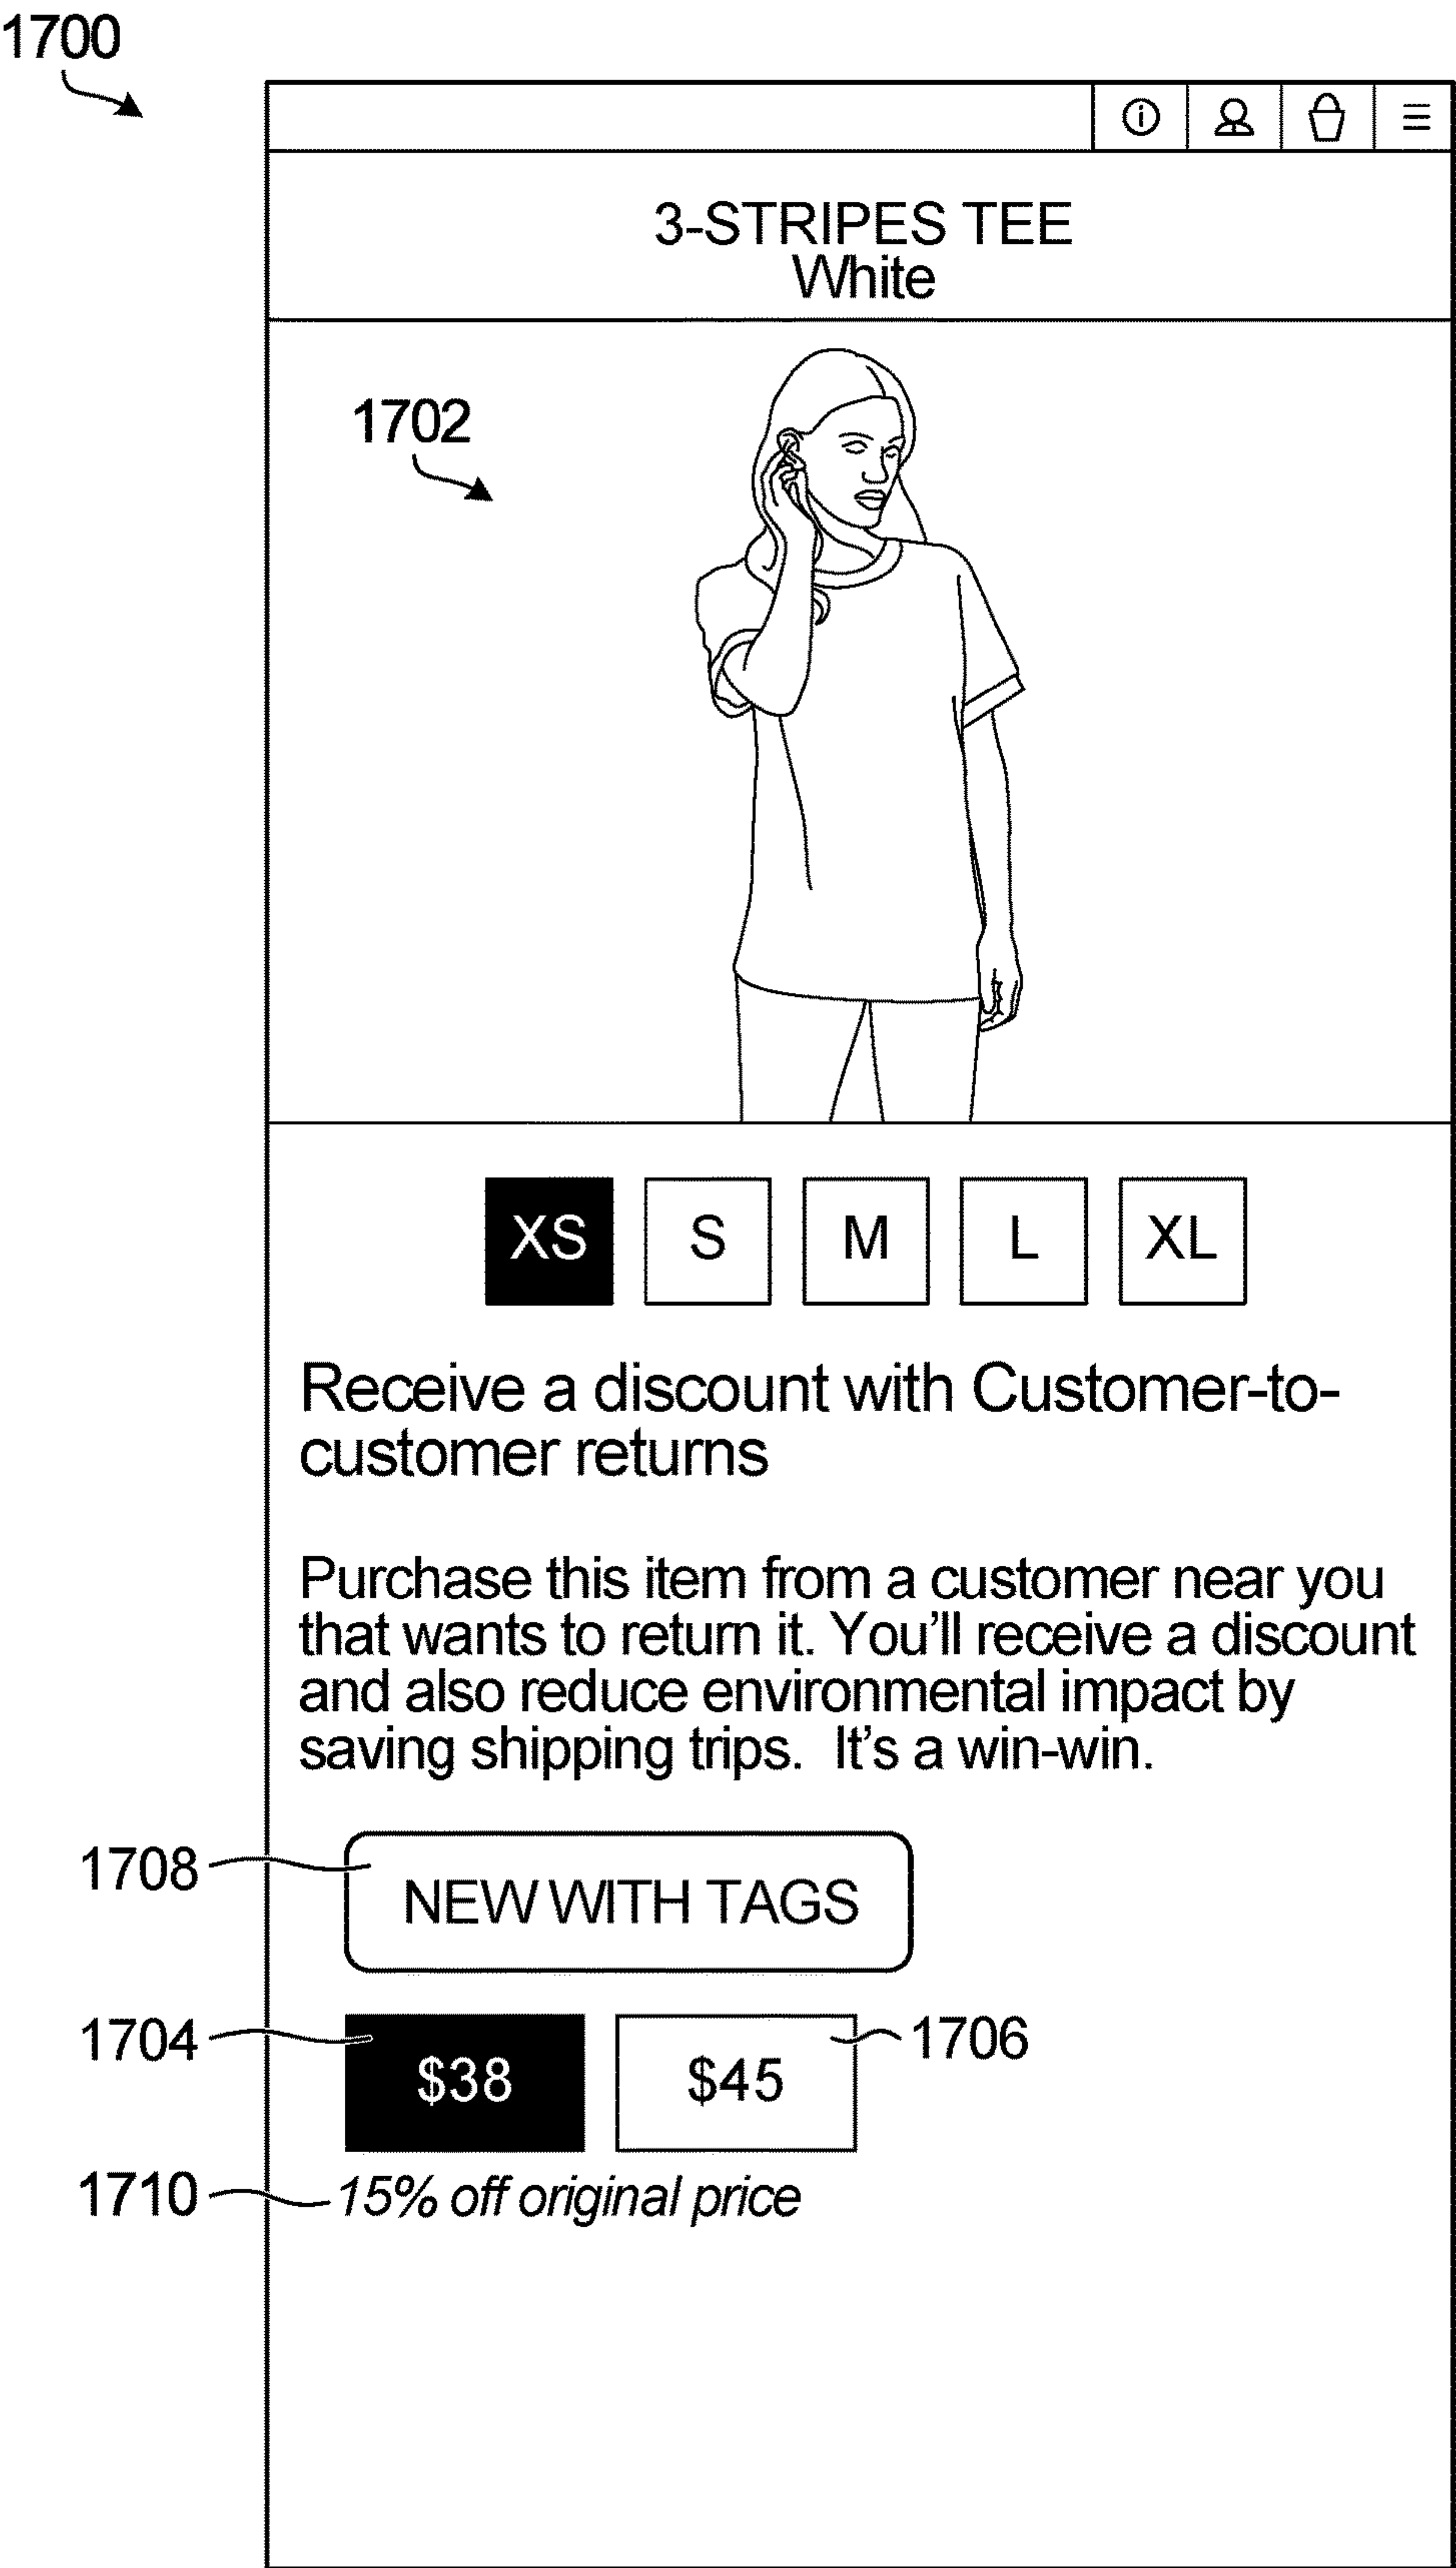 1700
3-STRIPES TEE
White
1702
XS S M L XL
Receive a discount with Customer-to-
customer returns
Purchase this item from a customer near you
that wants to return it. You'll receive a discount
and also reduce environmental impact by
saving shipping trips.  It's a win-win.
1708
NEW WITH TAGS
1704 $38 $45 1706
1710 15% off original price